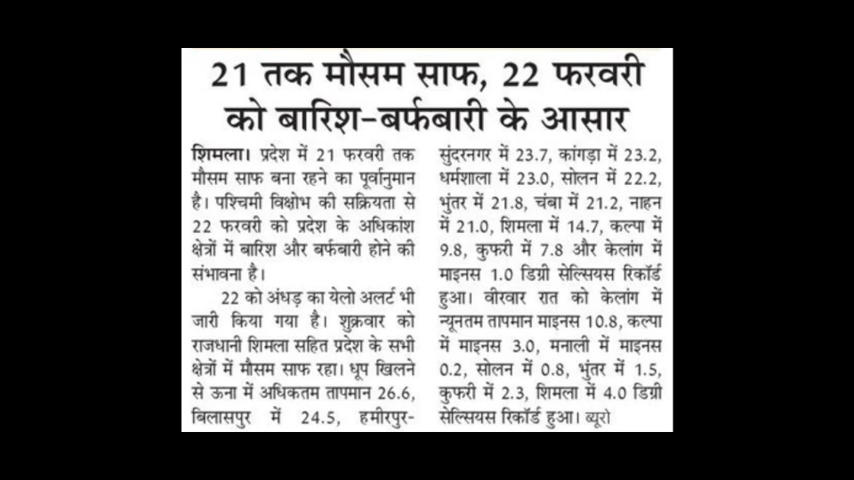 21 तक मौसम साफ, 22 फरवरी
को बारिश-बर्फबारी के आसार
शिमला। प्रदेश में 21 फरवरी तक
मौसम साफ बना रहने का पूर्वानुमान
है। पश्चिमी विक्षोभ की सक्रियता से
22 फरवरी को प्रदेश के अधिकांश
क्षेत्रों में बारिश और बर्फबारी होने की
संभावना है।
22 को अंधड़ का येलो अलर्ट भी
जारी किया गया है। शुक्रवार को
राजधानी शिमला सहित प्रदेश के सभी
क्षेत्रों में मौसम साफ रहा। धूप खिलने
से ऊना में अधिकतम तापमान 26.6,
बिलासपुर में 24.5, हमीरपुर-
सुंदरनगर में 23.7, कांगड़ा में 23.2,
धर्मशाला में 23.0, सोलन में 22.2,
भुंतर में 21.8, चंबा में 21.2, नाहन
में 21.0, शिमला में 14.7, कल्पा में
9.8, कुफरी में 7.8 और केलांग में
माइनस 1.0 डिग्री सेल्सियस रिकॉर्ड
हुआ। वीरवार रात को केलांग में
न्यूनतम तापमान माइनस 10.8, कल्पा
में माइनस 3.0, मनाली में माइनस
0.2, सोलन में 0.8, भुंतर में 1.5,
कुफरी में 2.3, शिमला में 4.0 डिग्री
सेल्सियस रिकॉर्ड हुआ। ब्यूरो